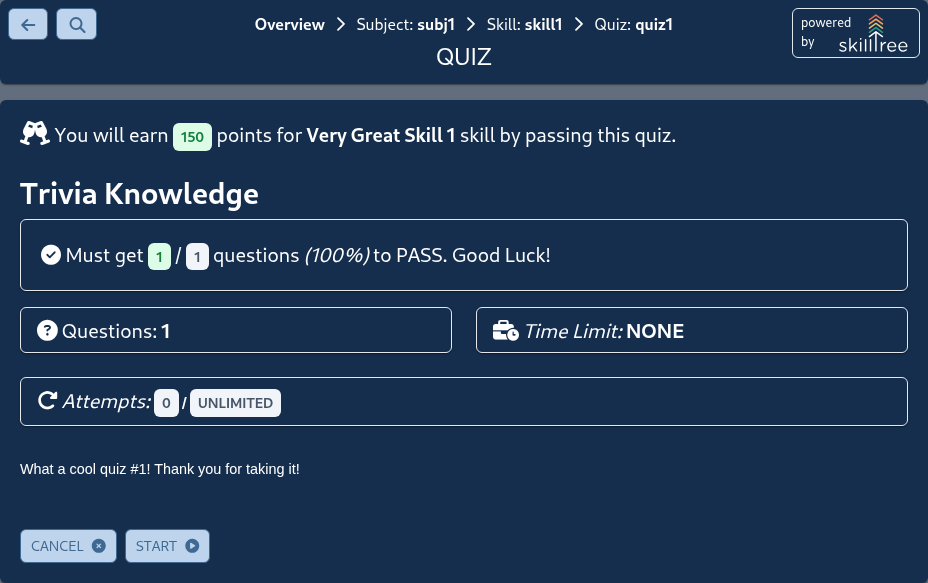 Overview > Subject: subj1 > Skill: skill1 > Quiz: quiz1
QUIZ
powered by skilltree
You will earn 150 points for Very Great Skill 1 skill by passing this quiz.
Trivia Knowledge
Must get 1 / 1 questions (100%) to PASS. Good Luck!
Questions: 1
Time Limit: NONE
Attempts: 0 / UNLIMITED
What a cool quiz #1! Thank you for taking it!
CANCEL
START